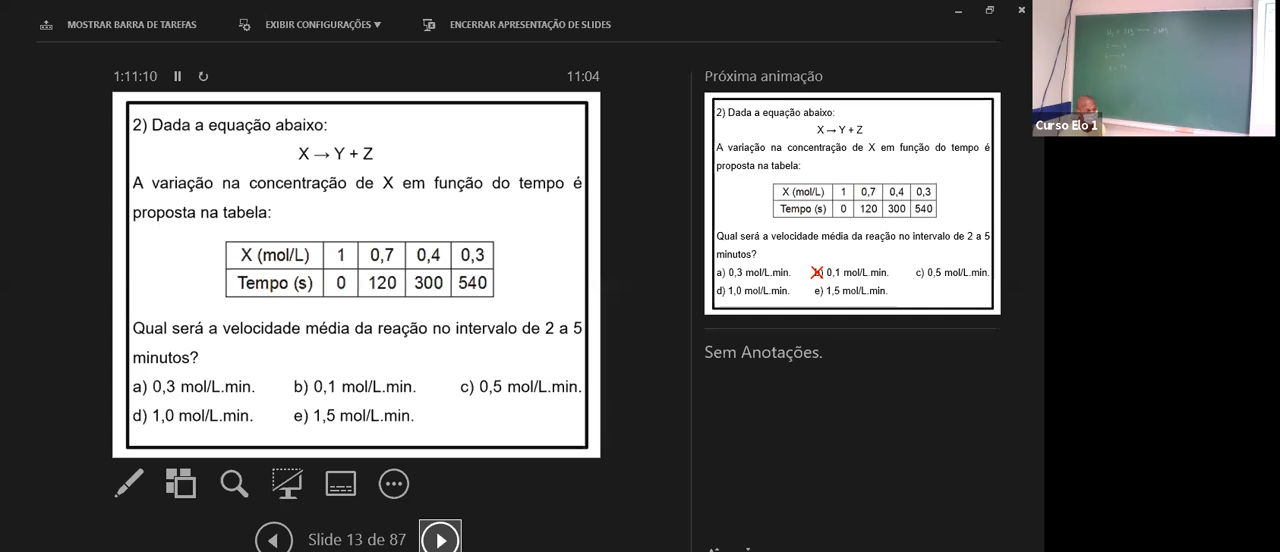 MOSTRAR BARRA DE TAREFAS
EXIBIR CONFIGURAÇÕES ▼
ENCERRAR APRESENTAÇÃO DE SLIDES
1:11:10
11:04
2) Dada a equação abaixo:
X → Y + Z
A variação na concentração de X em função do tempo é
proposta na tabela:
X (mol/L) 1 0,7 0,4 0,3
Tempo (s) 0 120 300 540
Qual será a velocidade média da reação no intervalo de 2 a 5
minutos?
a) 0,3 mol/L.min. b) 0,1 mol/L.min. c) 0,5 mol/L.min.
d) 1,0 mol/L.min. e) 1,5 mol/L.min.
Slide 13 de 87
Próxima animação
2) Dada a equação abaixo:
X → Y + Z
A variação na concentração de X em função do tempo é
proposta na tabela:
X (mol/L) 1 0,7 0,4 0,3
Tempo (s) 0 120 300 540
Qual será a velocidade média da reação no intervalo de 2 a 5
minutos?
a) 0,3 mol/L.min. b) 0,1 mol/L.min. c) 0,5 mol/L.min.
d) 1,0 mol/L.min. e) 1,5 mol/L.min.
Sem Anotações.
Curso Elo 1